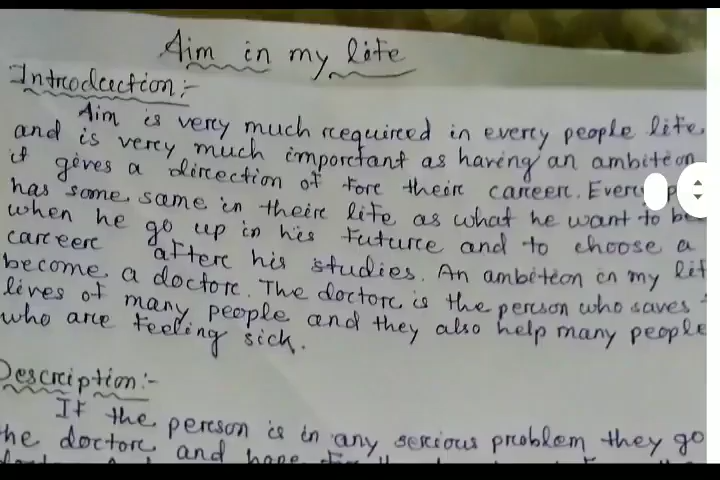 Aim in my life
Introduction:-
Aim is very much required in every people life,
and is very much important as having an ambition
it gives a direction of for their career. Every
has some same in their life as what he want to be
when he go up in his future and to choose a
career after his studies. An ambition in my
become a doctor. The doctor is the person who saves
lives of many people and they also help many people
who are feeling sick.
Description:-
If the person is in any serious problem they go
the doctor and